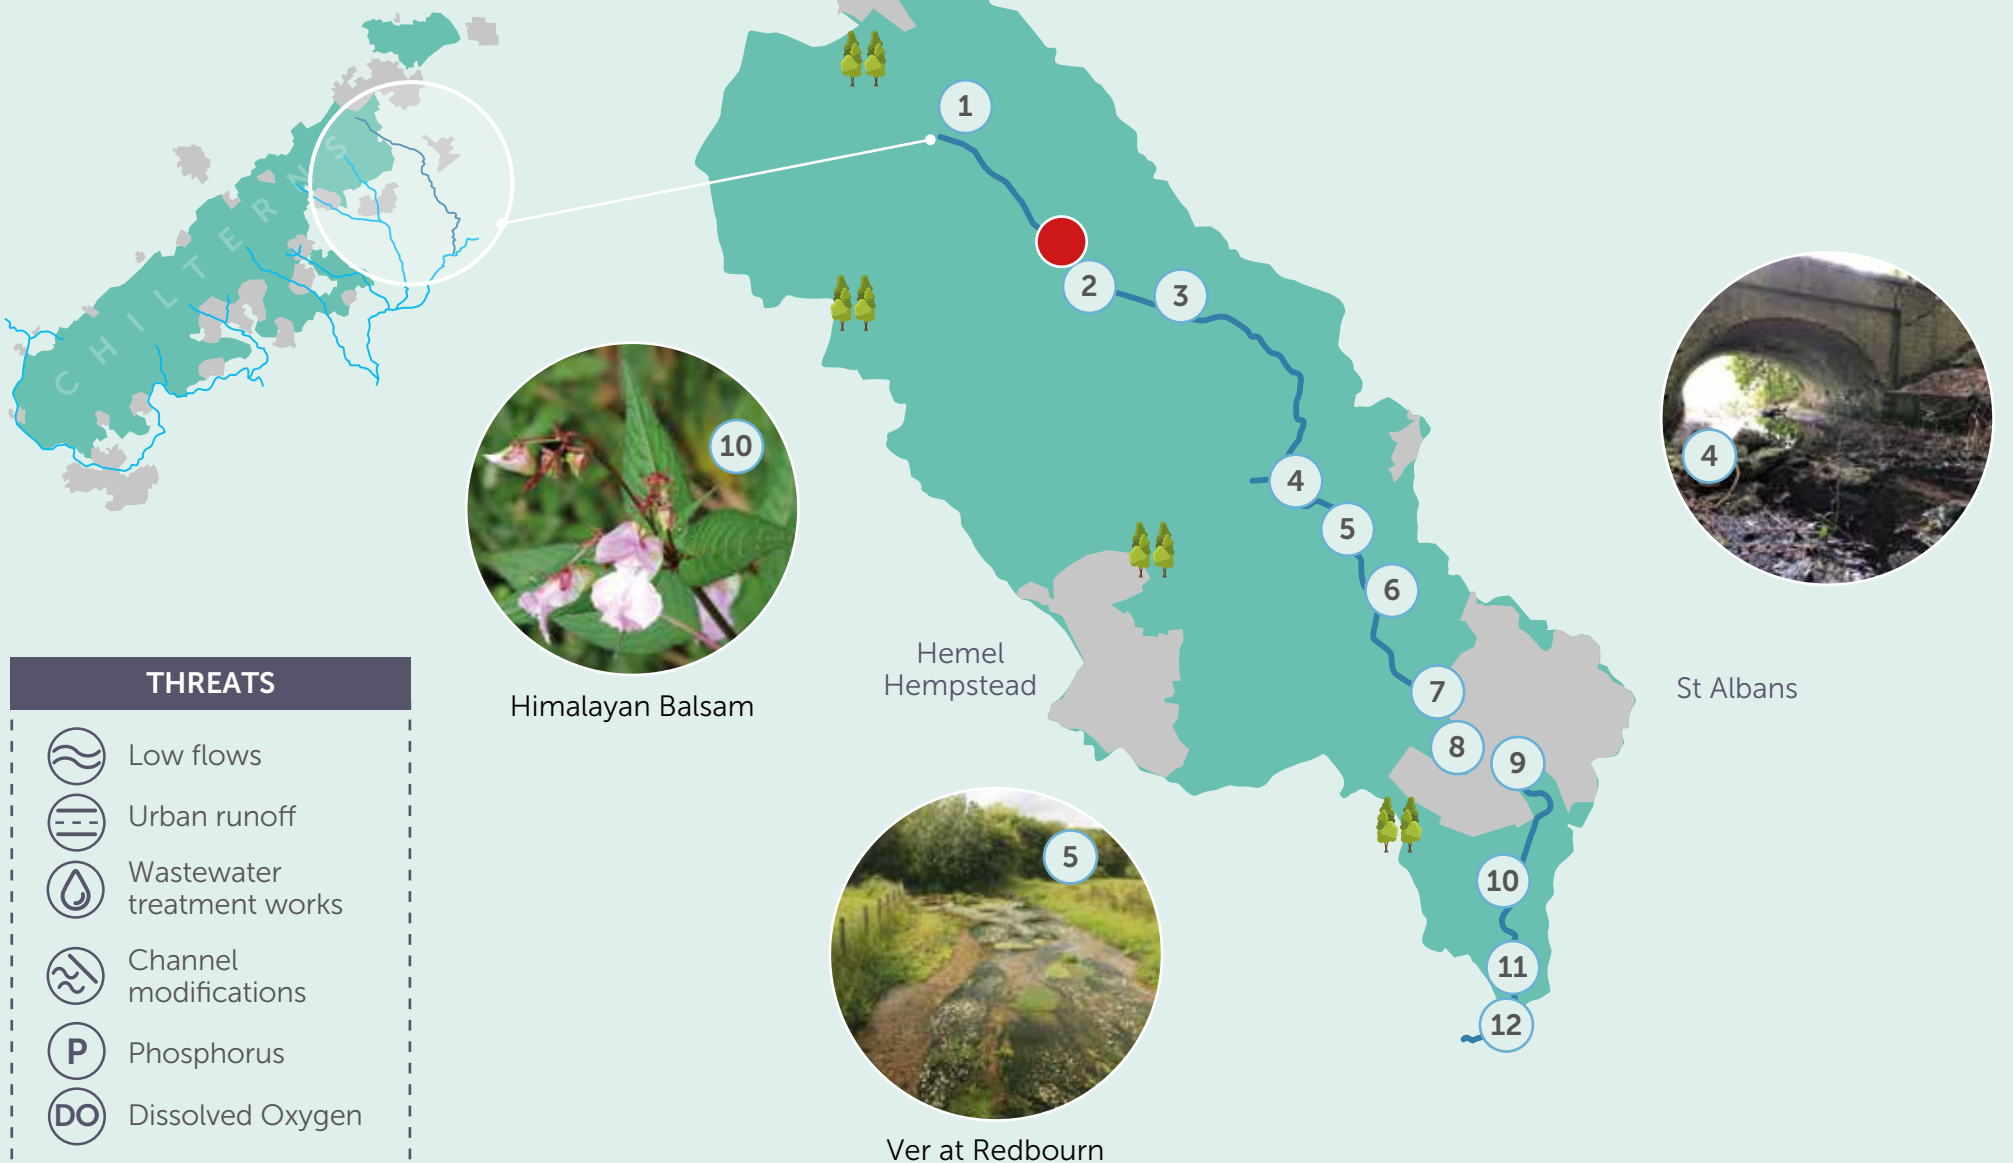 CHILTERNS
1
2
3
4
5
6
7
8
9
10
11
12
10
Himalayan Balsam
4
Hemel
Hempstead
St Albans
5
Ver at Redbourn
THREATS
Low flows
Urban runoff
Wastewater
treatment works
Channel
modifications
P Phosphorus
DO Dissolved Oxygen